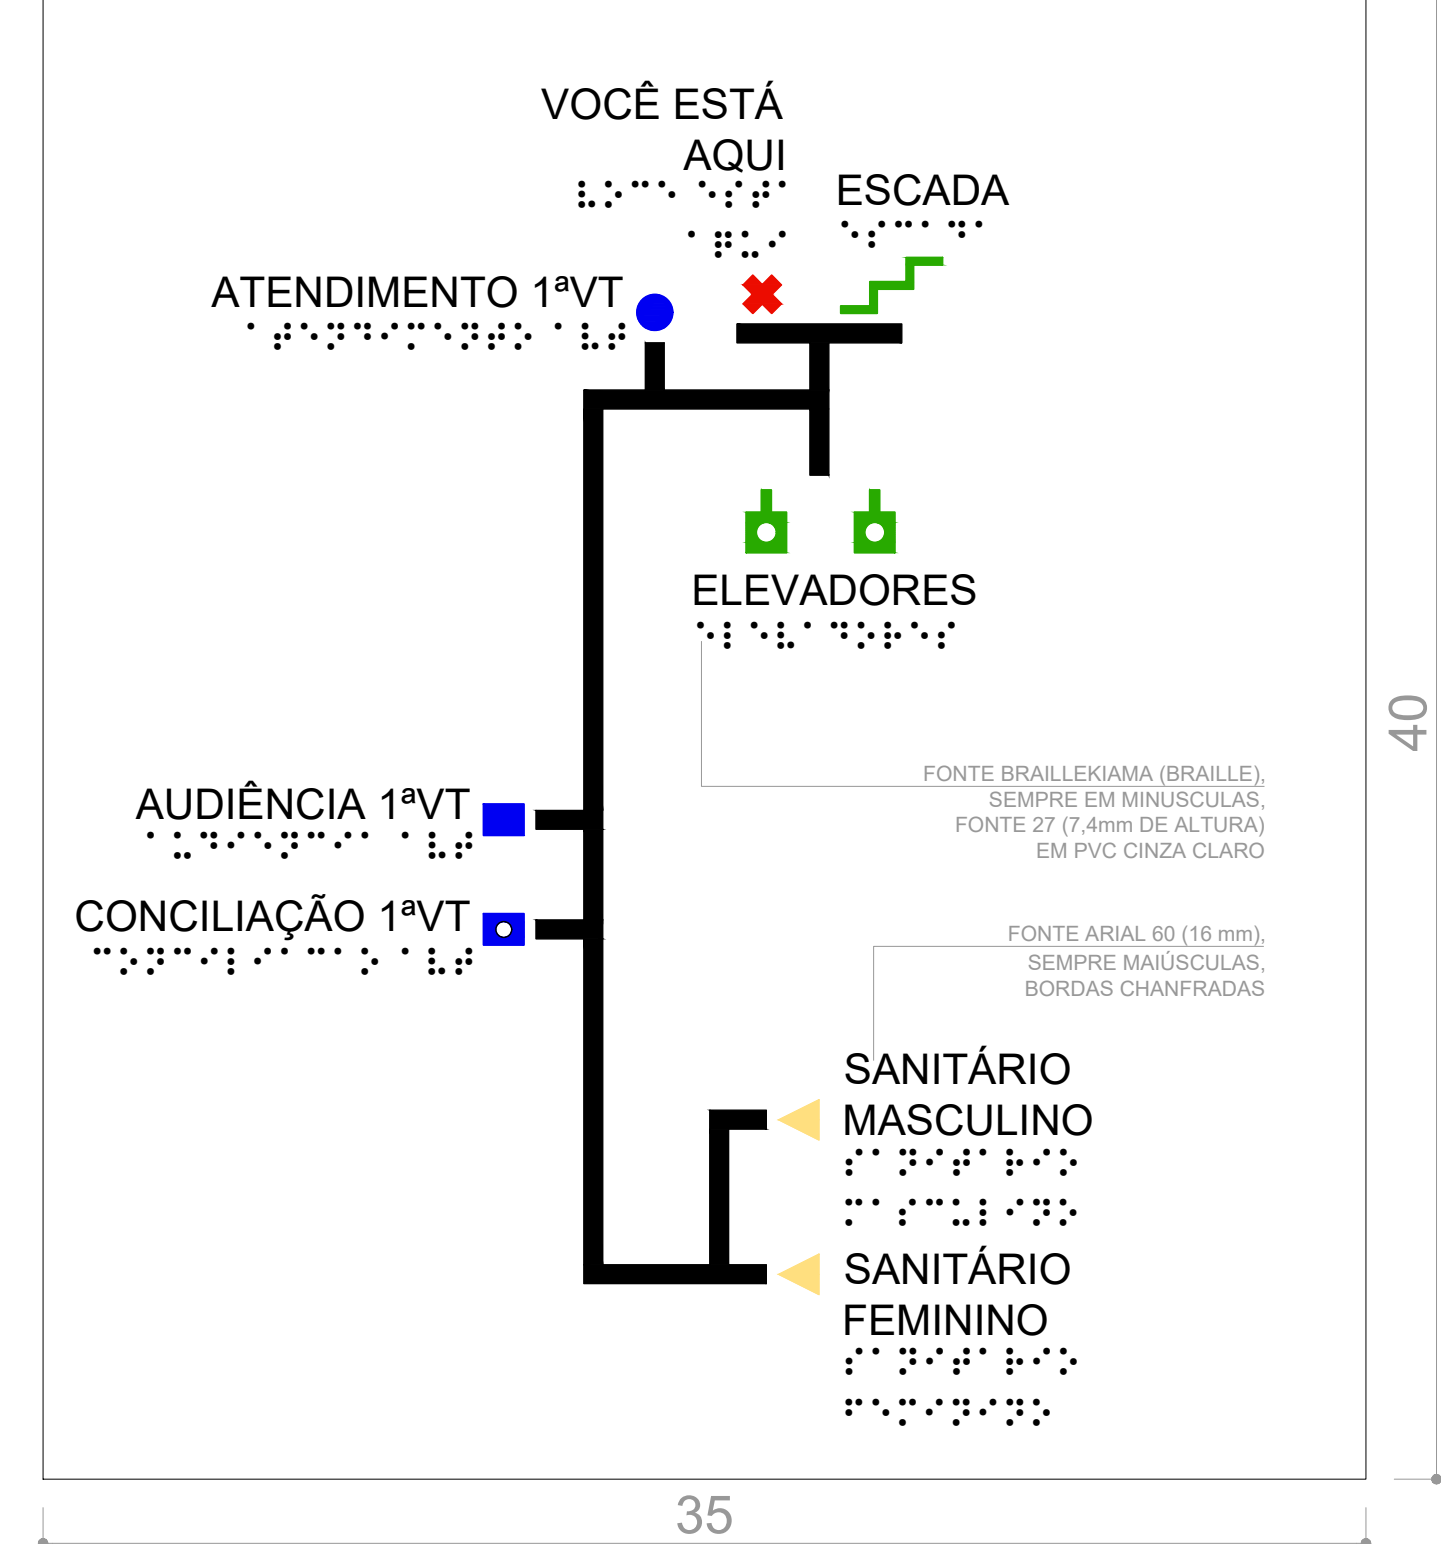 VOCÊ ESTÁ
AQUI
⠧⠕⠉⠑ ⠑⠎⠞⠁
⠁⠟⠥⠊
ESCADA
⠑⠎⠉⠁⠙⠁
ATENDIMENTO 1ªVT
⠁⠞⠑⠝⠙⠊⠍⠑⠝⠞⠕ ⠁⠧⠞
ELEVADORES
⠑⠇⠑⠧⠁⠙⠕⠗⠑⠎
FONTE BRAILLEKIAMA (BRAILLE),
SEMPRE EM MINUSCULAS,
FONTE 27 (7,4mm DE ALTURA)
EM PVC CINZA CLARO
40
AUDIÊNCIA 1ªVT
⠁⠥⠙⠊⠑⠝⠉⠊⠁ ⠁⠧⠞
CONCILIAÇÃO 1ªVT
⠉⠕⠝⠉⠊⠇⠊⠁⠉⠁⠕ ⠁⠧⠞
FONTE ARIAL 60 (16 mm),
SEMPRE MAIÚSCULAS,
BORDAS CHANFRADAS
SANITÁRIO
MASCULINO
⠎⠁⠝⠊⠞⠁⠗⠊⠕
⠍⠁⠎⠉⠥⠇⠊⠝⠕
SANITÁRIO
FEMININO
⠎⠁⠝⠊⠞⠁⠗⠊⠕
⠋⠑⠍⠊⠝⠊⠝⠕
35